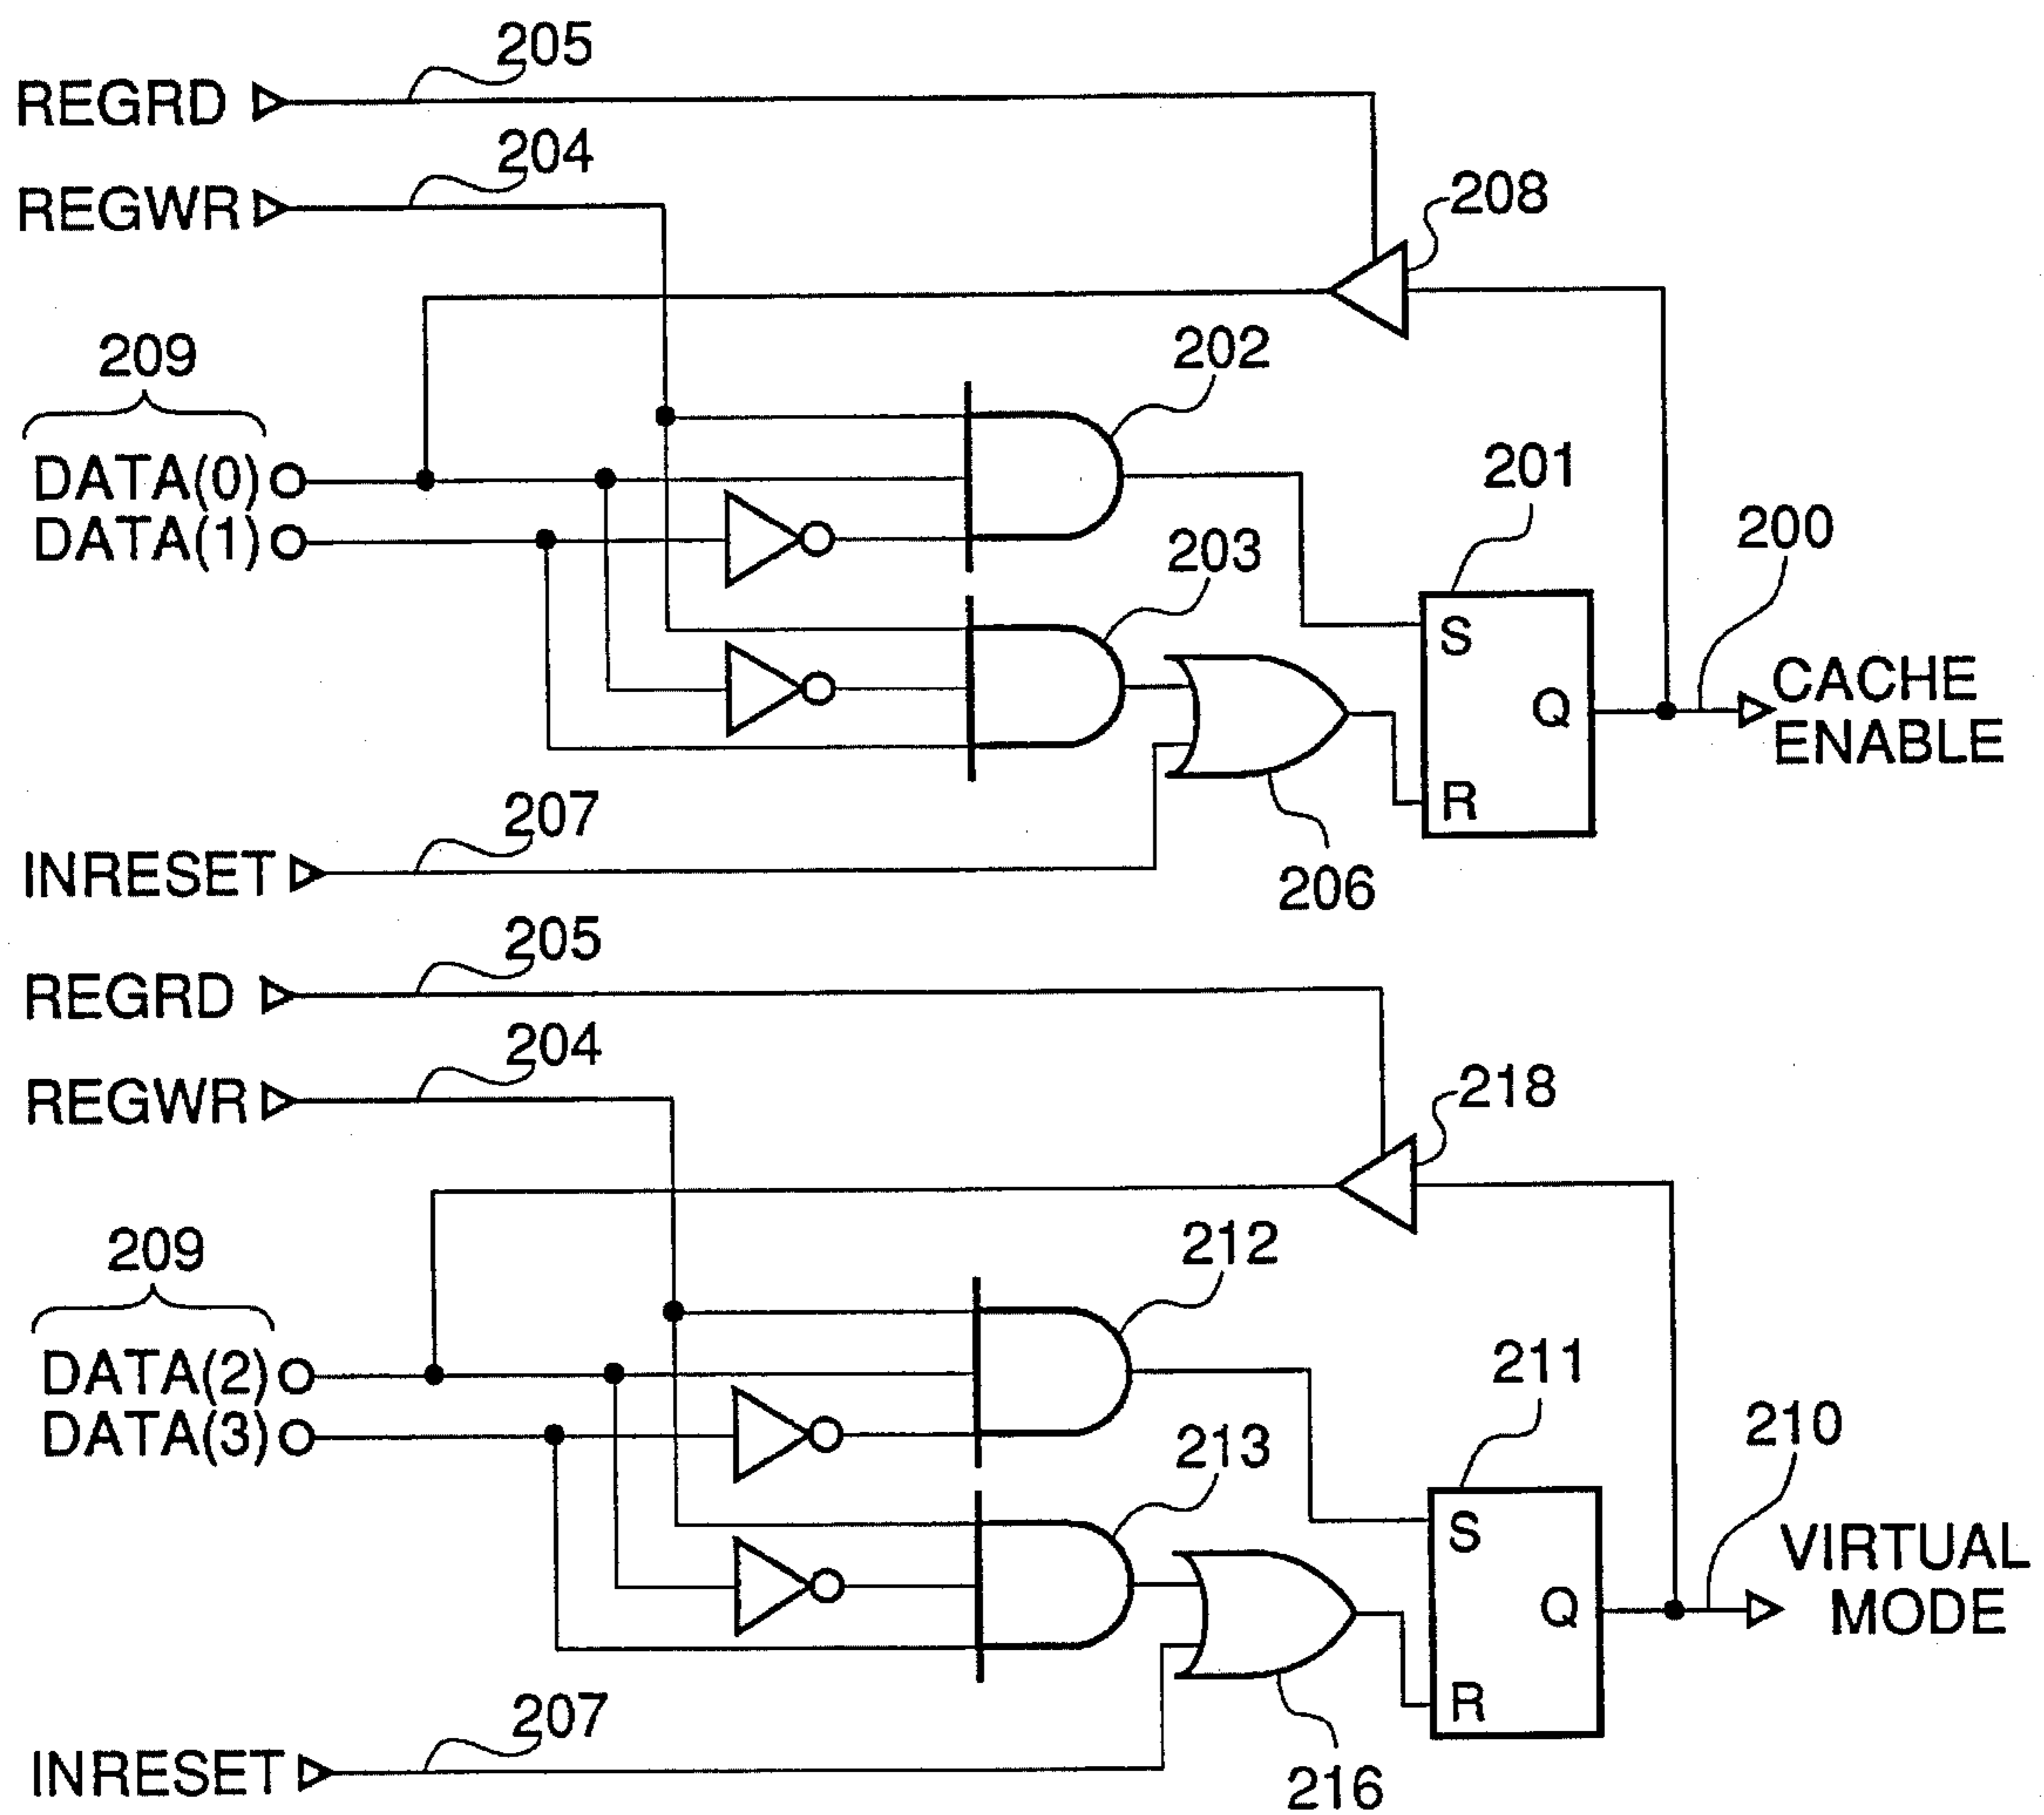 205
REGRD
204
REGWR
208
202
209
DATA(0)
DATA(1)
201
200
203
S
Q
R
CACHE
ENABLE
207
INRESET
206
205
REGRD
204
REGWR
218
212
209
DATA(2)
DATA(3)
211
210
213
S
Q
R
VIRTUAL
MODE
207
INRESET
216